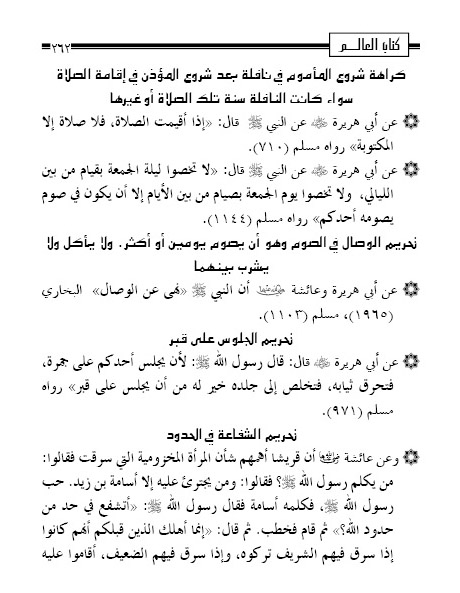 كتاب العالم
٢٦٢
كراهة شروع المأموم في نافلة بعد شروع المؤذن في إقامة الصلاة
سواء كانت النافلة سنة تلك الصلاة أو غيرها
عن أبي هريرة ﷺ عن النبي ﷺ قال: «إذا أقيمت الصلاة، فلا صلاة إلا
المكتوبة» رواه مسلم (٧١٠).
عن أبي هريرة ﷺ عن النبي ﷺ قال: «لا تخصوا ليلة الجمعة بقيام من بين
الليالي، ولا تخصوا يوم الجمعة بصيام من بين الأيام إلا أن يكون في صوم
يصومه أحدكم» رواه مسلم (١١٤٤).
تحريم الوصال في الصوم وهو أن يصوم يومين أو أكثر، ولا يأكل ولا
يشرب بينهما
عن أبي هريرة وعائشة أن النبي ﷺ «نهى عن الوصال» البخاري
(١٩٦٥)، مسلم (١١٠٣).
تحريم الجلوس على قبر
عن أبي هريرة قال: قال رسول الله ﷺ: لأن يجلس أحدكم على جمرة،
فتحرق ثيابه، فتخلص إلى جلده خير له من أن يجلس على قبر» رواه
مسلم (٩٧١).
تحريم الشفاعة في الحدود
وعن عائشة أن قريشا أهمهم شأن المرأة المخزومية التي سرقت فقالوا:
من يكلم رسول الله ﷺ؟ فقالوا: ومن يجترئ عليه إلا أسامة بن زيد. حب
رسول الله ﷺ، فكلمه أسامة فقال رسول الله ﷺ: «أتشفع في حد من
حدود الله؟» ثم قام فخطب. ثم قال: «إنما أهلك الذين قبلكم أنهم كانوا
إذا سرق فيهم الشريف تركوه، وإذا سرق فيهم الضعيف، أقاموا عليه